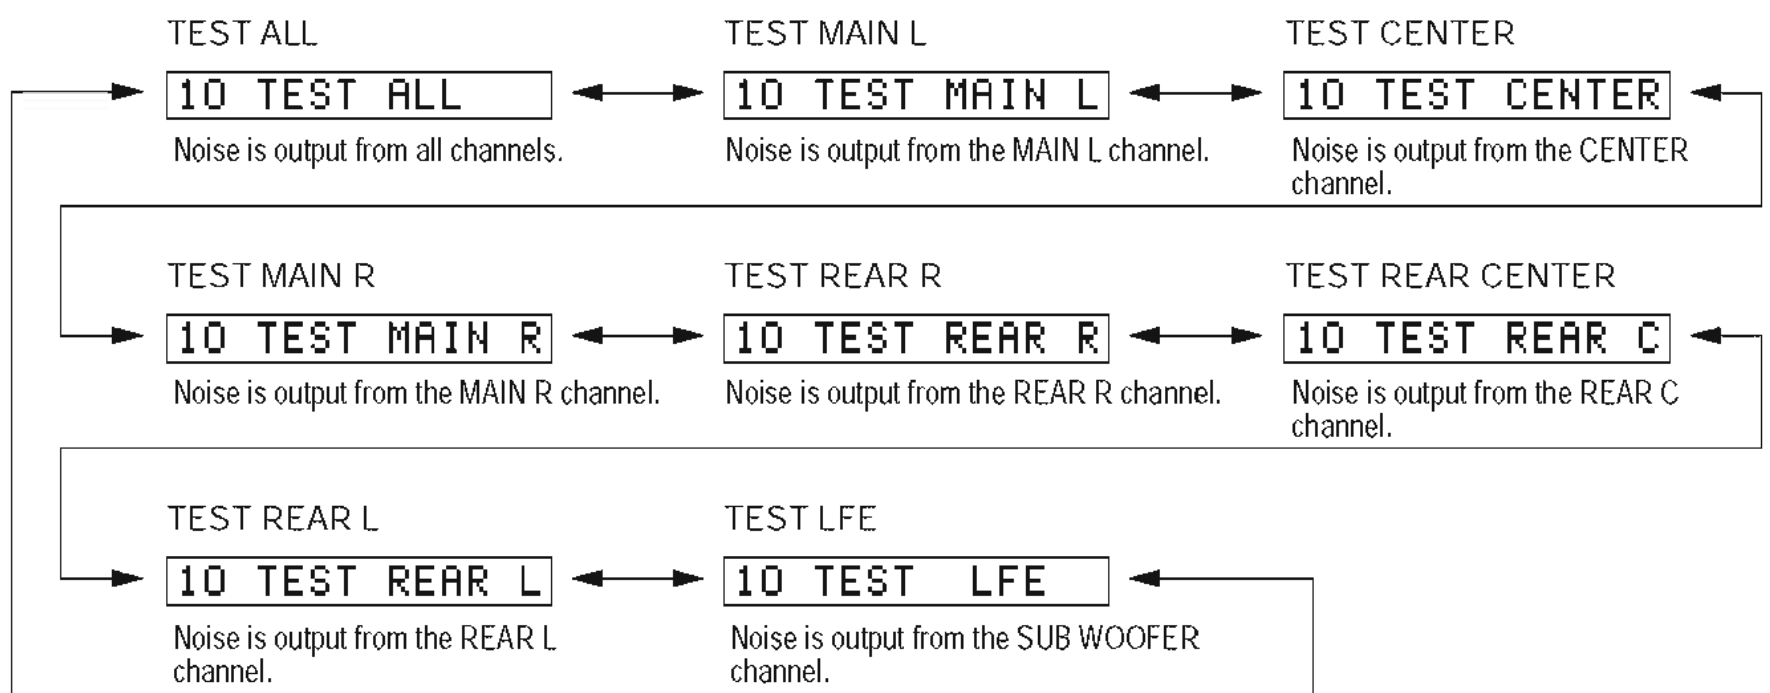 TEST ALL
TEST MAIN L
TEST CENTER
10 TEST ALL
10 TEST MAIN L
10 TEST CENTER
Noise is output from all channels.
Noise is output from the MAIN L channel.
Noise is output from the CENTER
channel.
TEST MAIN R
TEST REAR R
TEST REAR CENTER
10 TEST MAIN R
10 TEST REAR R
10 TEST REAR C
Noise is output from the MAIN R channel.
Noise is output from the REAR R channel.
Noise is output from the REAR C
channel.
TEST REAR L
TEST LFE
10 TEST REAR L
10 TEST LFE
Noise is output from the REAR L
channel.
Noise is output from the SUB WOOFER
channel.